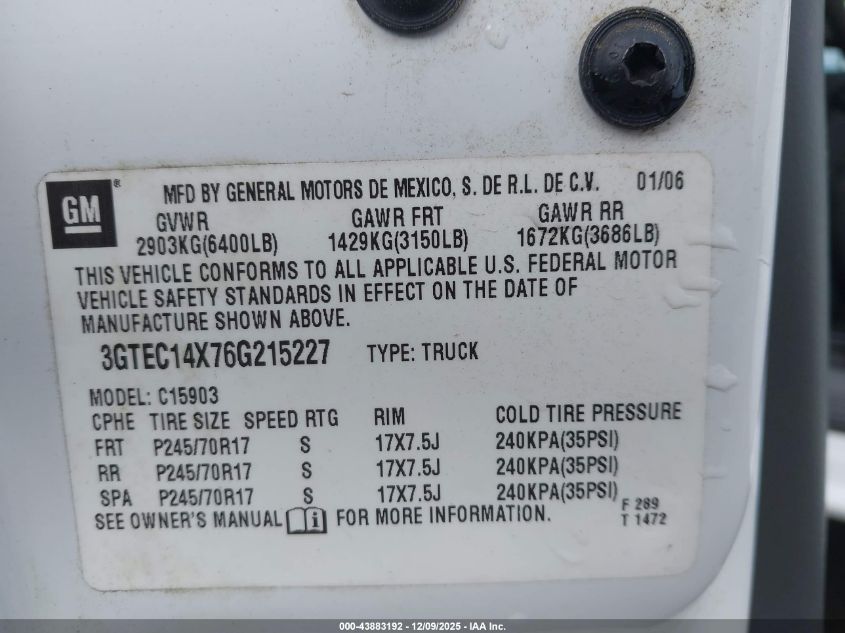 GM ® MFD BY GENERAL MOTORS DE MEXICO, S. DE R.L. DE C.V. 01/06
GVWR GAWR FRT GAWR RR
2903KG(6400LB) 1429KG(3150LB) 1672KG(3686LB)
THIS VEHICLE CONFORMS TO ALL APPLICABLE U.S. FEDERAL MOTOR
VEHICLE SAFETY STANDARDS IN EFFECT ON THE DATE OF
MANUFACTURE SHOWN ABOVE.
3GTEC14X76G215227 TYPE: TRUCK
MODEL: C15903
CPHE TIRE SIZE SPEED RTG RIM COLD TIRE PRESSURE
FRT P245/70R17 S 17X7.5J 240KPA(35PSI)
RR P245/70R17 S 17X7.5J 240KPA(35PSI)
SPA P245/70R17 S 17X7.5J 240KPA(35PSI)
SEE OWNER'S MANUAL i FOR MORE INFORMATION.
F 289
T 1472
000-43883192 - 12/09/2025 - IAA Inc.